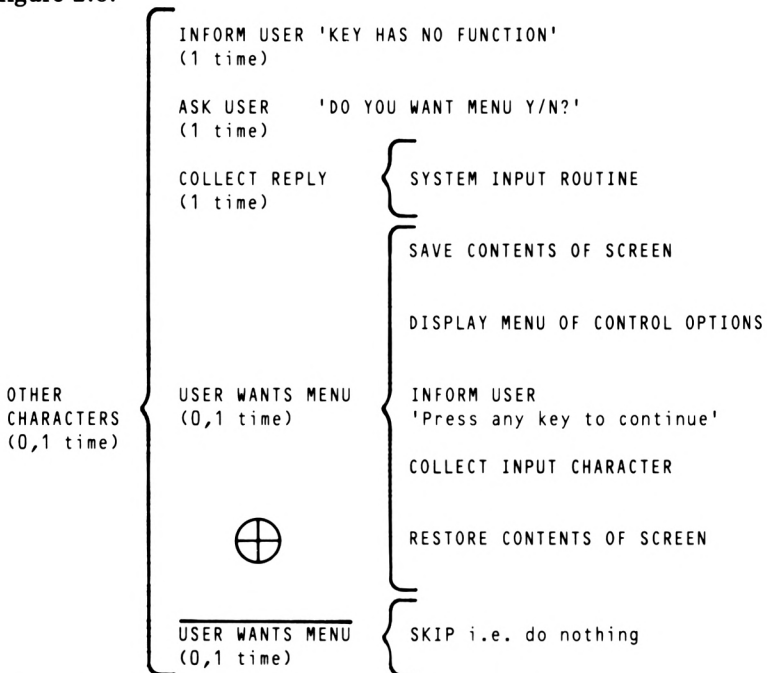 INFORM USER 'KEY HAS NO FUNCTION'
(1 time)
ASK USER 'DO YOU WANT MENU Y/N?'
(1 time)
COLLECT REPLY
(1 time)
SYSTEM INPUT ROUTINE
SAVE CONTENTS OF SCREEN
DISPLAY MENU OF CONTROL OPTIONS
OTHER
CHARACTERS
(0,1 time)
USER WANTS MENU
(0,1 time)
INFORM USER
'Press any key to continue'
COLLECT INPUT CHARACTER
RESTORE CONTENTS OF SCREEN
USER WANTS MENU
(0,1 time)
SKIP i.e. do nothing